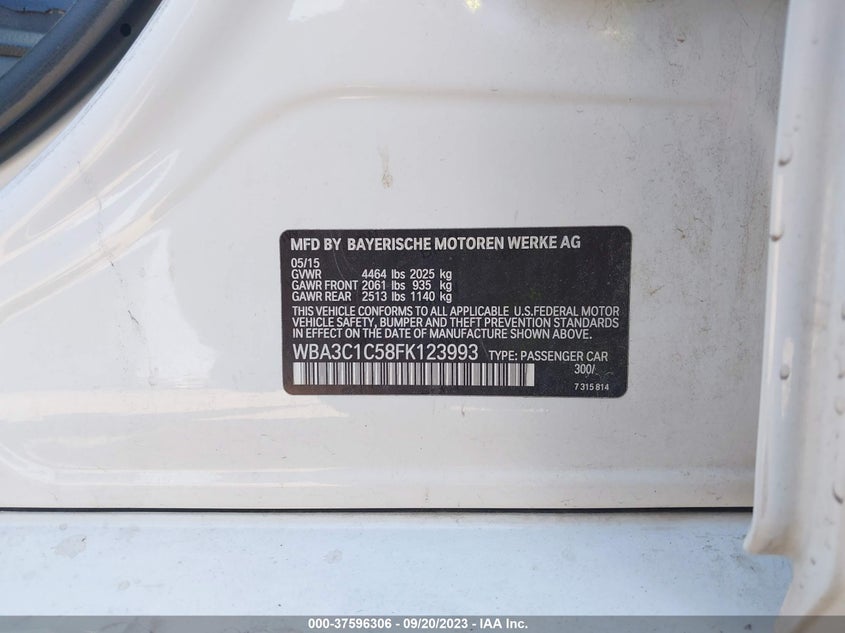 MFD BY BAYERISCHE MOTOREN WERKE AG
05/15
GVWR 4464 lbs 2025 kg
GAWR FRONT 2061 lbs 935 kg
GAWR REAR 2513 lbs 1140 kg
THIS VEHICLE CONFORMS TO ALL APPLICABLE U.S.FEDERAL MOTOR
VEHICLE SAFETY, BUMPER AND THEFT PREVENTION STANDARDS
IN EFFECT ON THE DATE OF MANUFACTURE SHOWN ABOVE.
WBA3C1C58FK123993 TYPE: PASSENGER CAR
300/
7 315 814
000-37596306 - 09/20/2023 - IAA Inc.